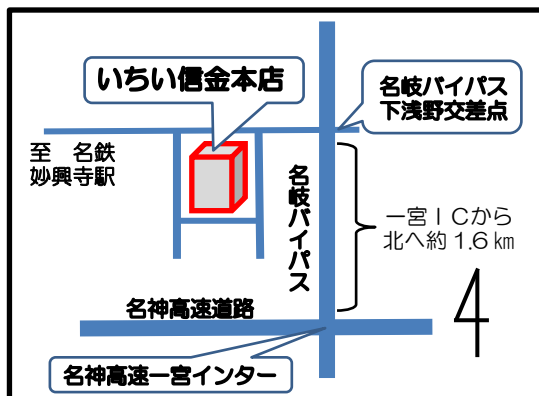 いちい信金本店
名岐バイパス
下浅野交差点
至　名鉄
妙興寺駅
名岐バイパス
一宮ＩＣから
北へ約 1.6 ㎞
名神高速道路
名神高速一宮インター